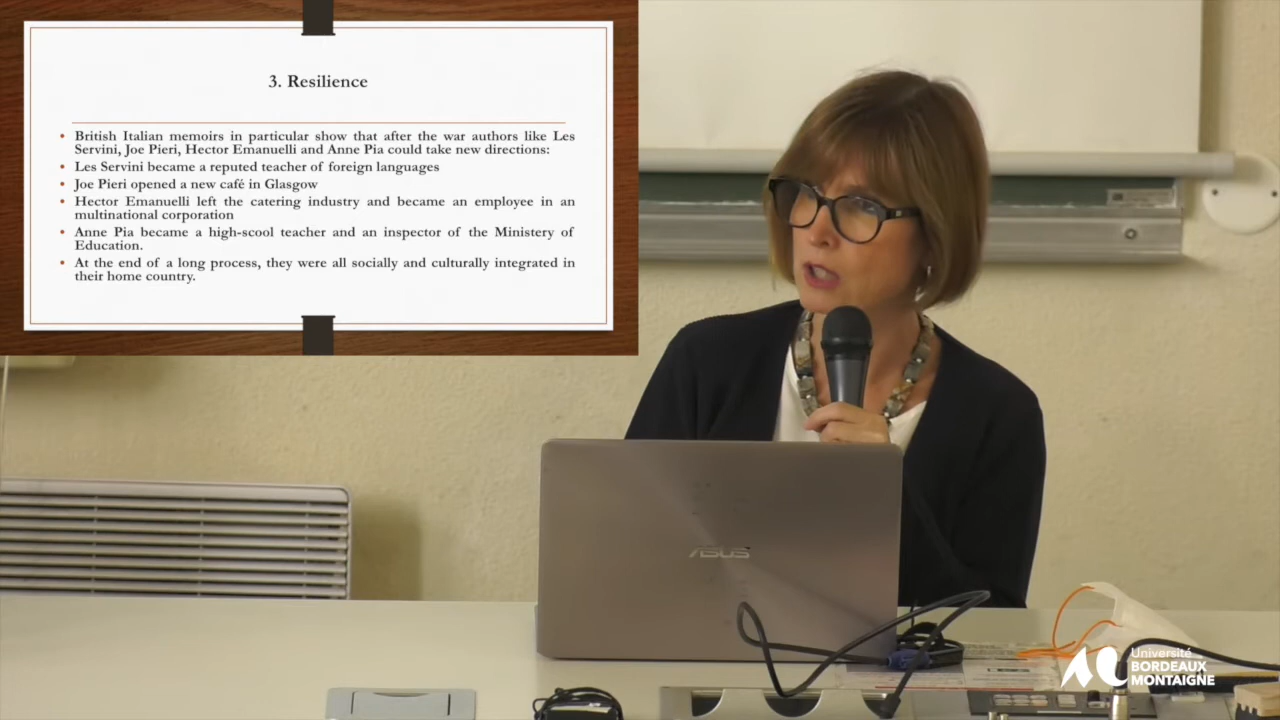 3. Resilience
• British Italian memoirs in particular show that after the war authors like Les
Servini, Joe Pieri, Hector Emanuelli and Anne Pia could take new directions:
• Les Servini became a reputed teacher of foreign languages
• Joe Pieri opened a new café in Glasgow
• Hector Emanuelli left the catering industry and became an employee in an
multinational corporation
• Anne Pia became a high-scool teacher and an inspector of the Ministery of
Education.
• At the end of a long process, they were all socially and culturally integrated in
their home country.
ASUS
Université
BORDEAUX
MONTAIGNE